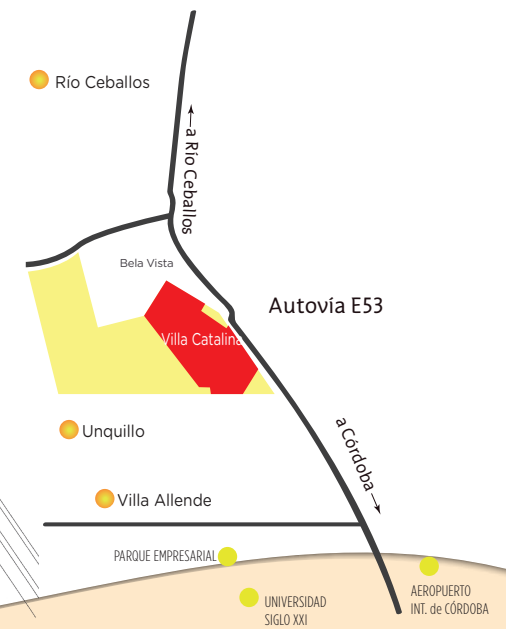 Río Ceballos
← a Río Ceballos
Bela Vista
Autovía E53
Villa Catalina
Unquillo
a Córdoba →
Villa Allende
PARQUE EMPRESARIAL
UNIVERSIDAD
SIGLO XXI
AEROPUERTO
INT. de CÓRDOBA